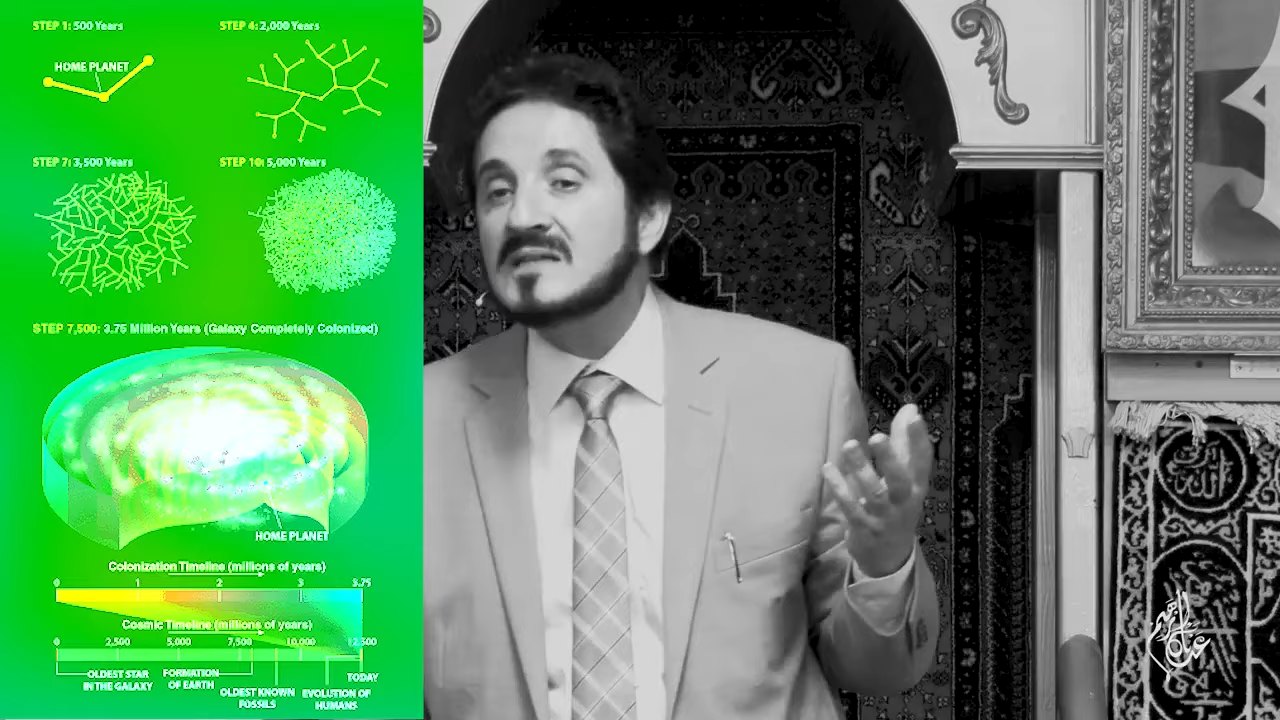 STEP 1: 500 Years
HOME PLANET
STEP 4: 2,000 Years
STEP 7: 3,500 Years
STEP 10: 5,000 Years
STEP 7,500: 3.75 Million Years (Galaxy Completely Colonized)
HOME PLANET
Colonization Timeline (millions of years)
0 1 2 3 3.75
Cosmic Timeline (millions of years)
0 2,500 5,000 7,500 10,000 12,500
OLDEST STAR
IN THE GALAXY
FORMATION
OF EARTH
OLDEST KNOWN
FOSSILS
EVOLUTION OF
HUMANS
TODAY